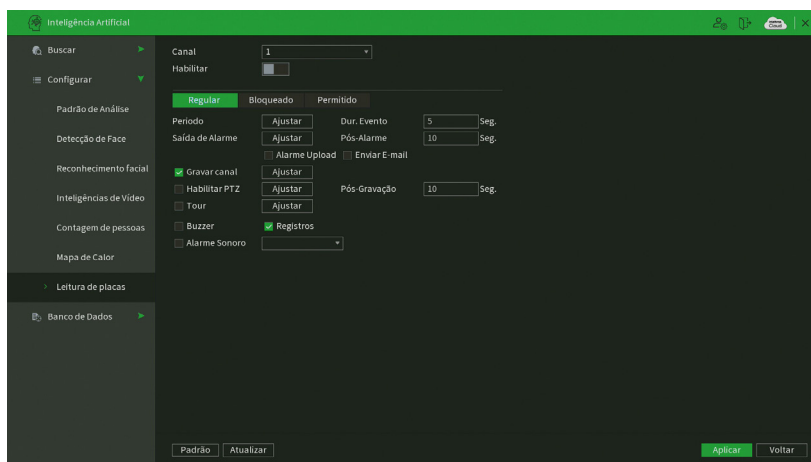 Inteligência Artificial
Buscar
Configurar
Padrão de Análise
Detecção de Face
Reconhecimento facial
Inteligências de Vídeo
Contagem de pessoas
Mapa de Calor
Leitura de placas
Banco de Dados
Canal 1
Habilitar
Regular Bloqueado Permitido
Periodo Ajustar Dur. Evento 5 Seg.
Saída de Alarme Ajustar Pós-Alarme 10 Seg.
Alarme Upload Enviar E-mail
Gravar canal Ajustar
Habilitar PTZ Ajustar Pós-Gravação 10 Seg.
Tour Ajustar
Buzzer Registros
Alarme Sonoro
Padrão Atualizar Aplicar Voltar